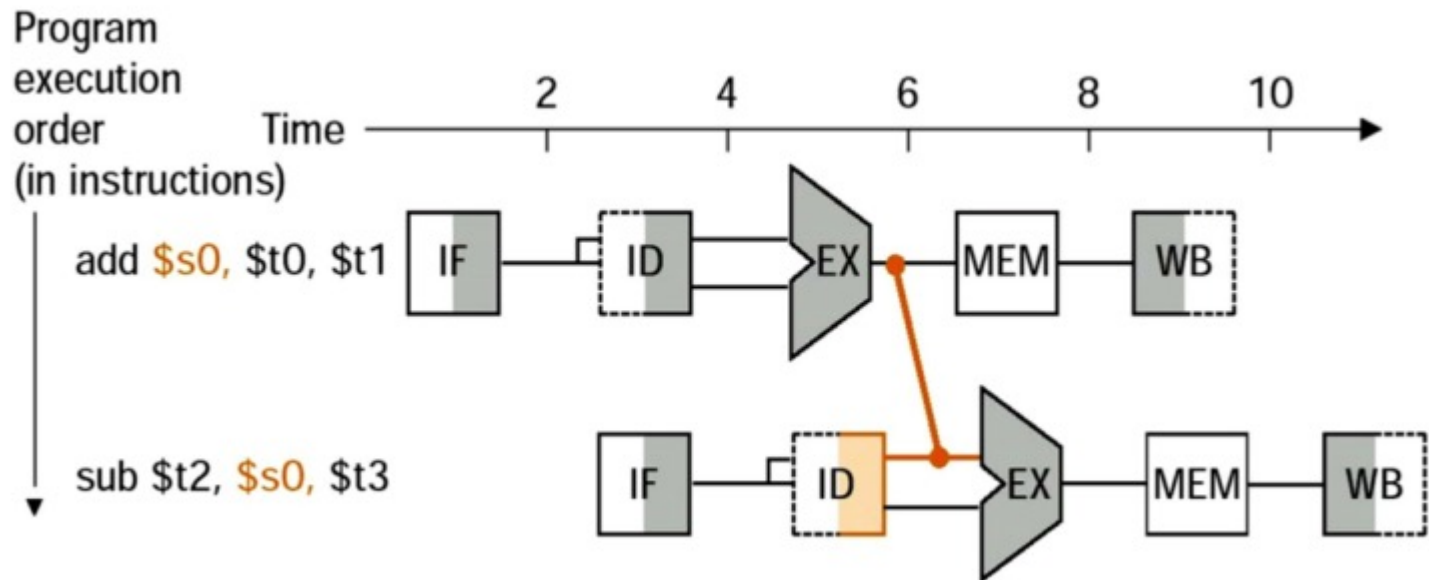 Program
execution
order
(in instructions)
Time
2 4 6 8 10
add $s0, $t0, $t1
IF ID EX MEM WB
sub $t2, $s0, $t3
IF ID EX MEM WB